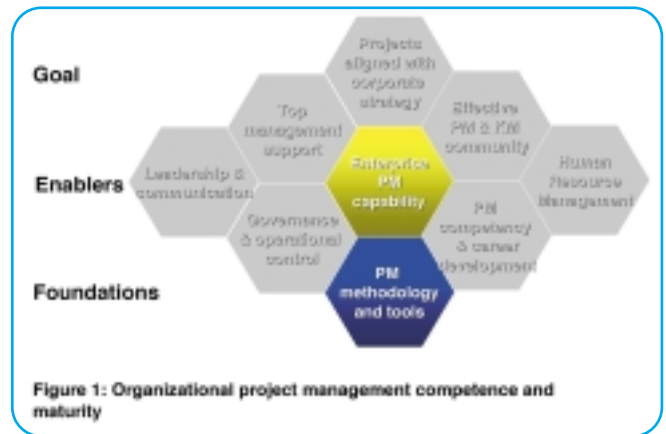 Goal
Projects
aligned with
corporate
strategy
Top
management
support
Effective
PM & KM
community
Enablers
Leadership &
communication
Enterprise
PM
capability
Human
Resource
Management
Governance
& operational
control
PM
competency
& career
development
Foundations
PM
methodology
and tools
Figure 1: Organizational project management competence and
maturity